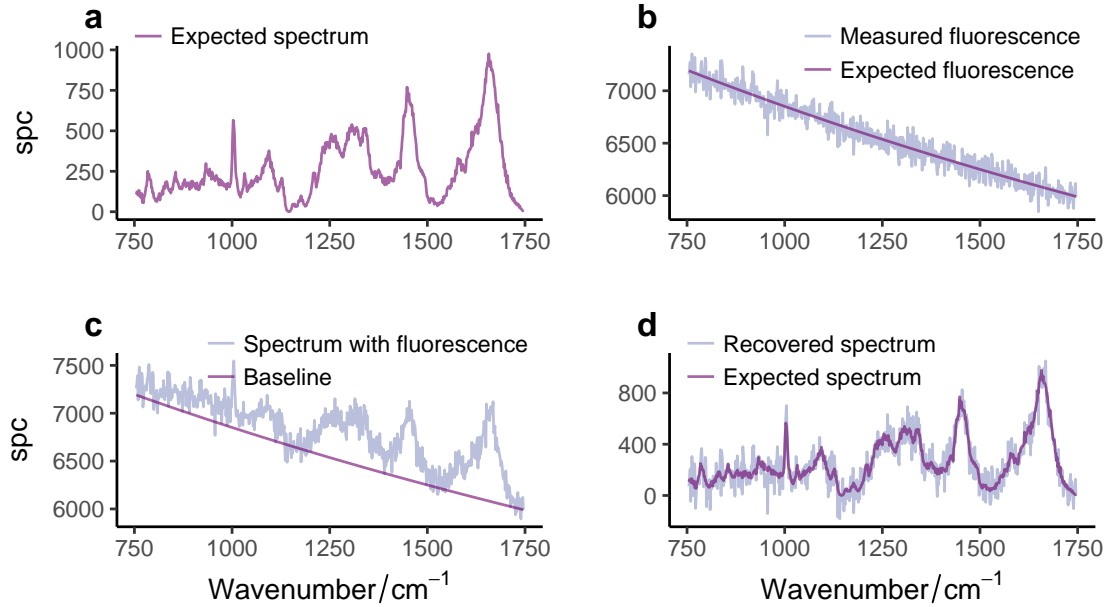 a
Expected spectrum
1000
750
500
250
0
spc
750 1000 1250 1500 1750
b
Measured fluorescence
Expected fluorescence
7000
6500
6000
750 1000 1250 1500 1750
c
Spectrum with fluorescence
Baseline
7500
7000
6500
6000
spc
750 1000 1250 1500 1750
Wavenumber/cm⁻¹
d
Recovered spectrum
Expected spectrum
800
400
0
750 1000 1250 1500 1750
Wavenumber/cm⁻¹